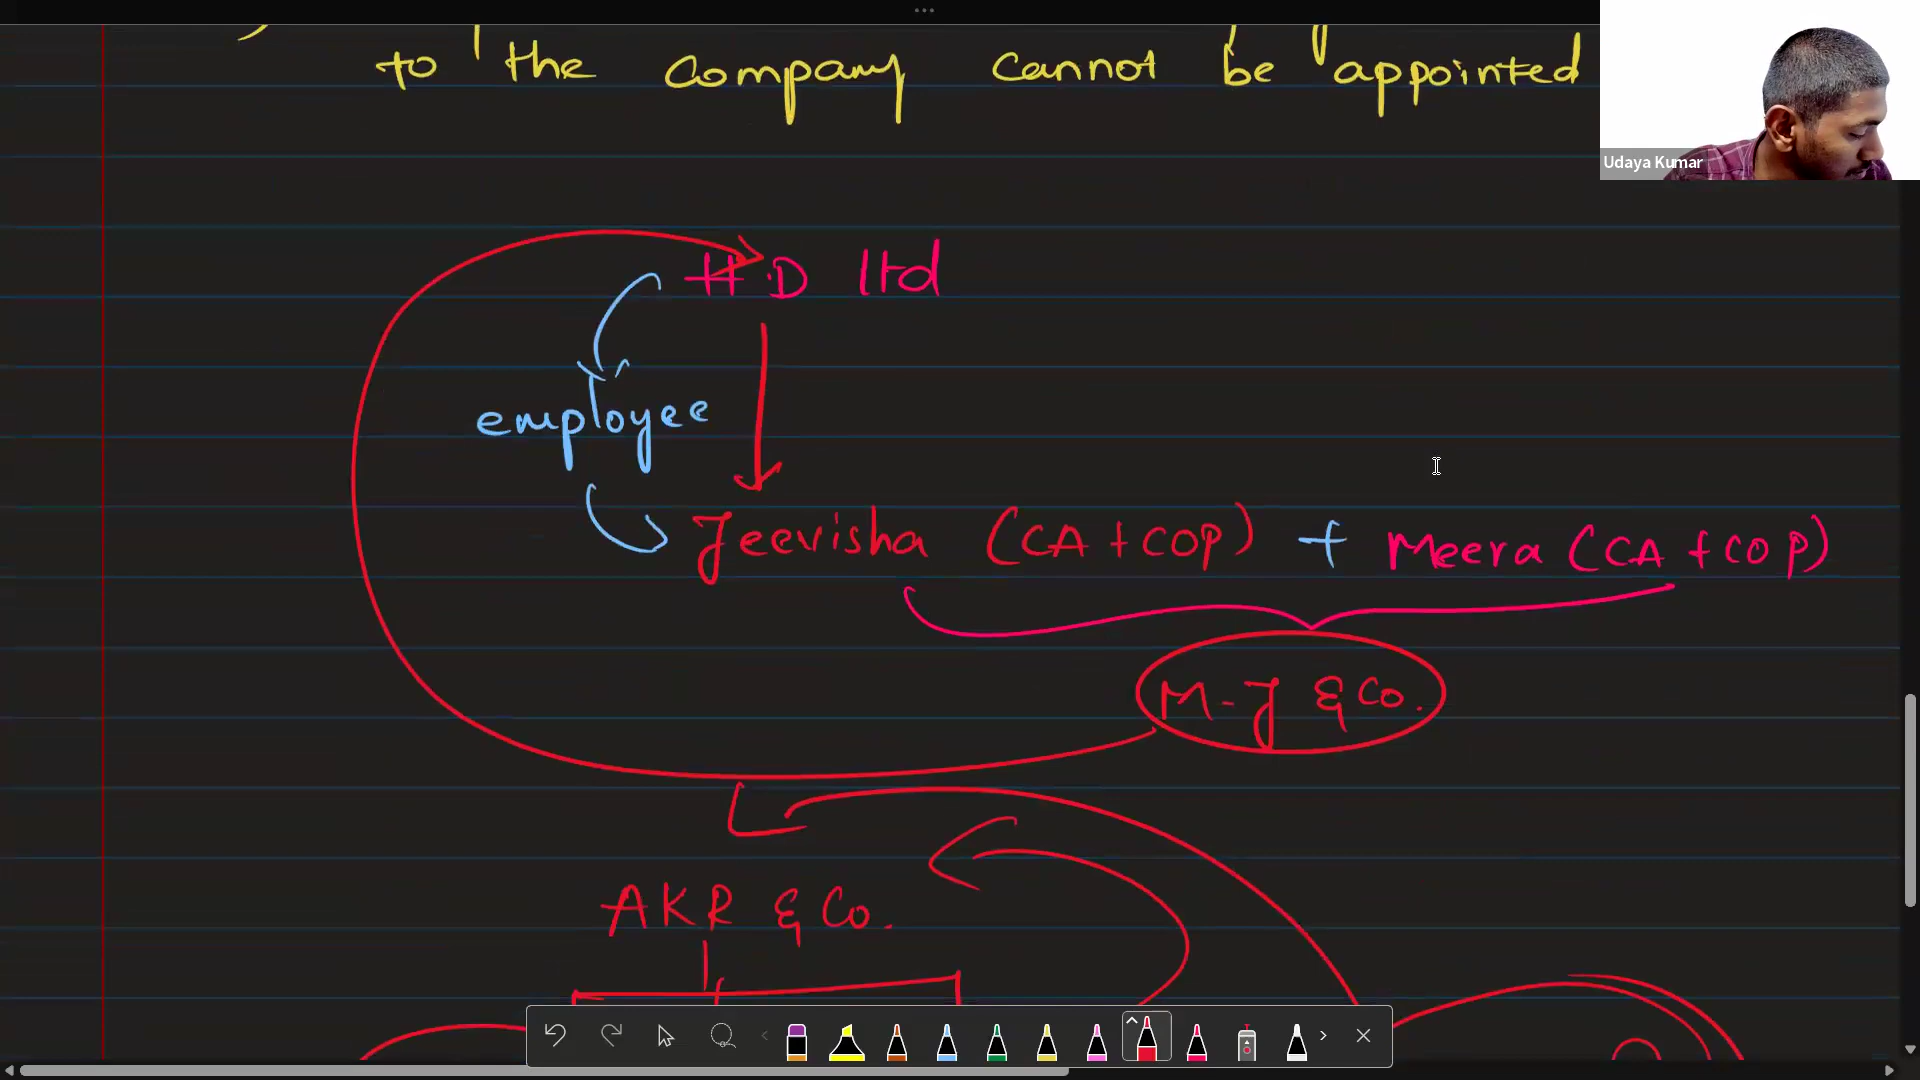 to the Company cannot be appointed
Udaya Kumar
H.D ltd
employee
Jeevisha (CA + COP) + Meera (CA + COP)
M-J & Co.
AKR & Co.